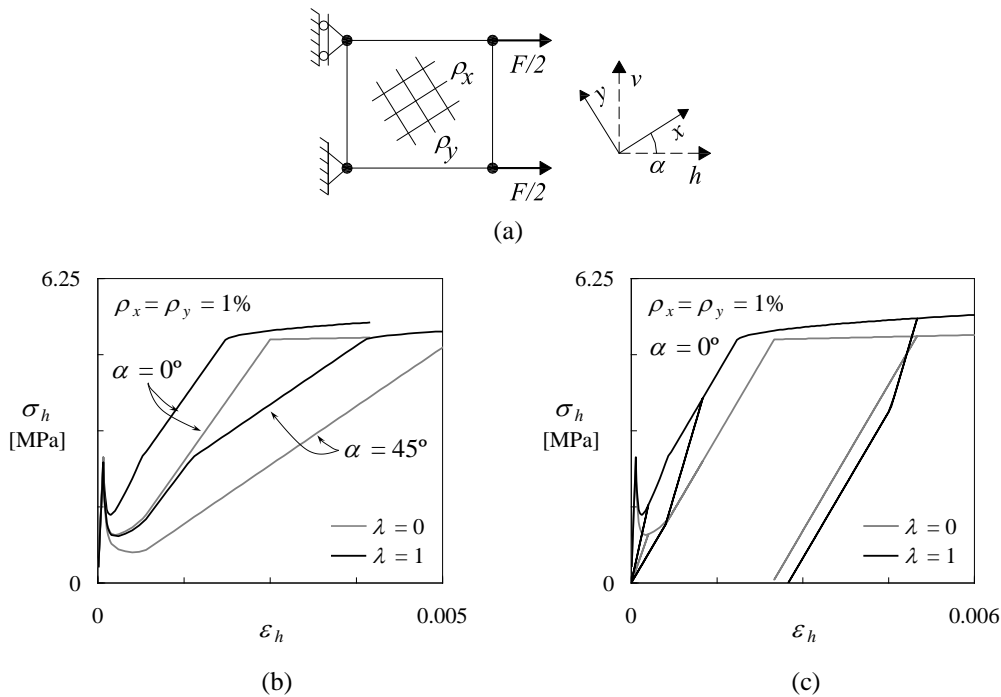 ρx
ρy
F/2
F/2
y
v
x
α
h
(a)
6.25
ρx = ρy = 1%
α = 0º
σh
[MPa]
α = 45º
λ = 0
λ = 1
0
0
0.005
εh
(b)
6.25
ρx = ρy = 1%
α = 0º
σh
[MPa]
λ = 0
λ = 1
0
0
0.006
εh
(c)